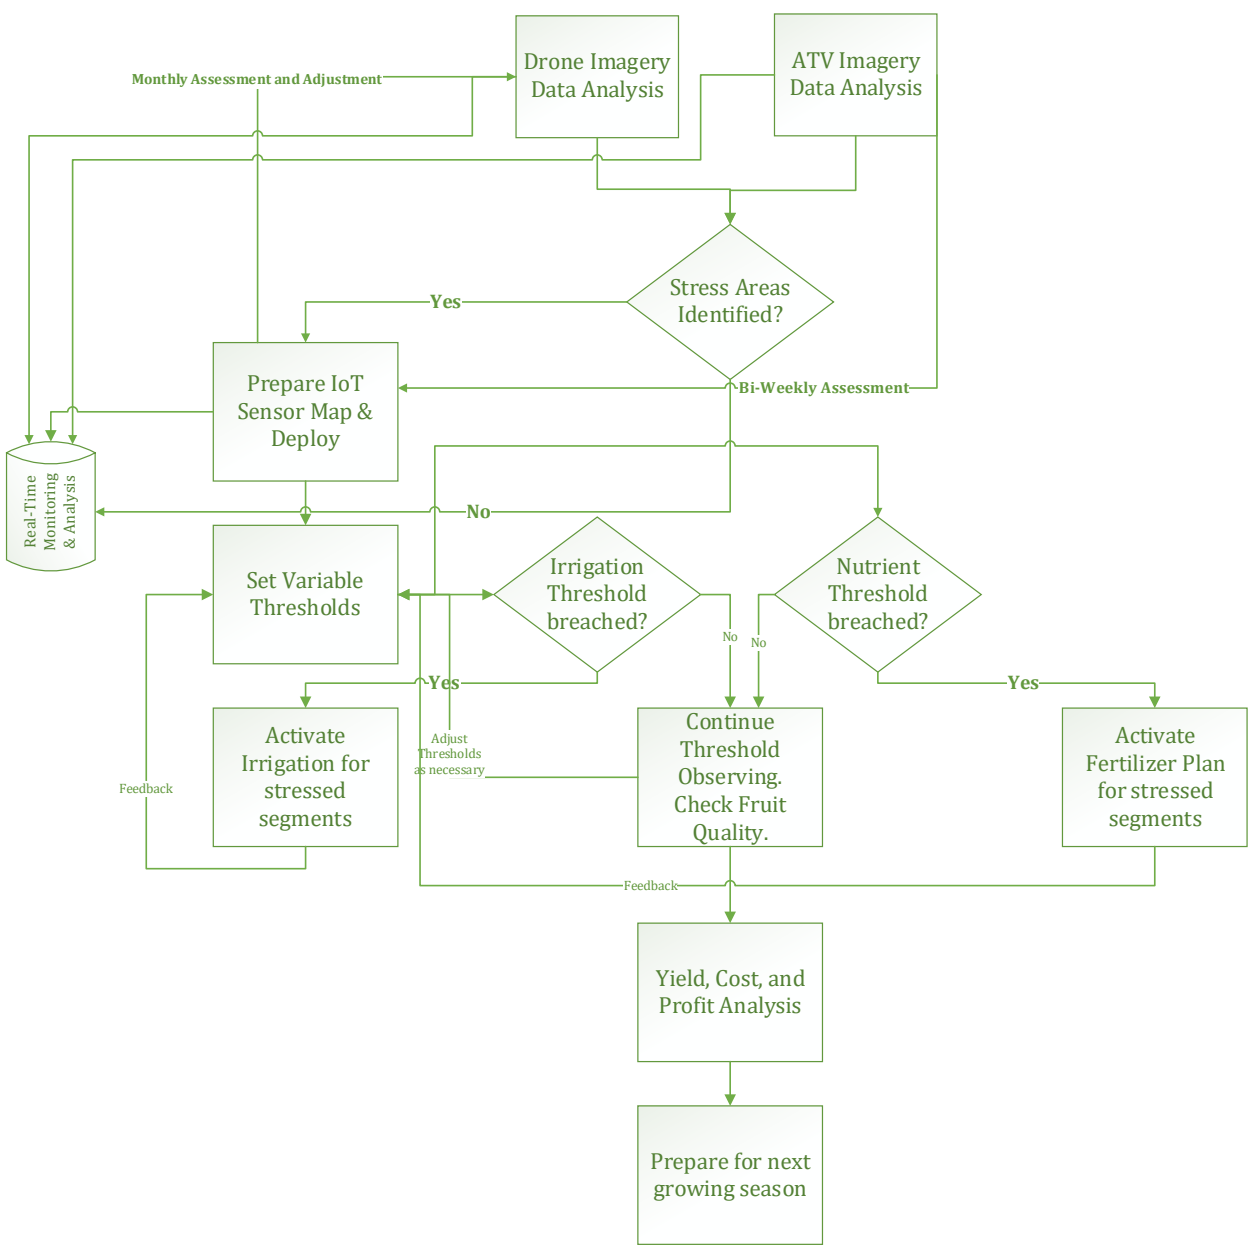 Drone Imagery
Data Analysis
ATV Imagery
Data Analysis
Monthly Assessment and Adjustment
Stress Areas
Identified?
Yes
Prepare IoT
Sensor Map &
Deploy
Bi-Weekly Assessment
Real-Time
Monitoring
& Analysis
No
Set Variable
Thresholds
Irrigation
Threshold
breached?
Nutrient
Threshold
breached?
No
No
Yes
Yes
Activate
Irrigation for
stressed
segments
Feedback
Adjust
Thresholds
as necessary
Continue
Threshold
Observing.
Check Fruit
Quality.
Activate
Fertilizer Plan
for stressed
segments
Feedback
Yield, Cost, and
Profit Analysis
Prepare for next
growing season